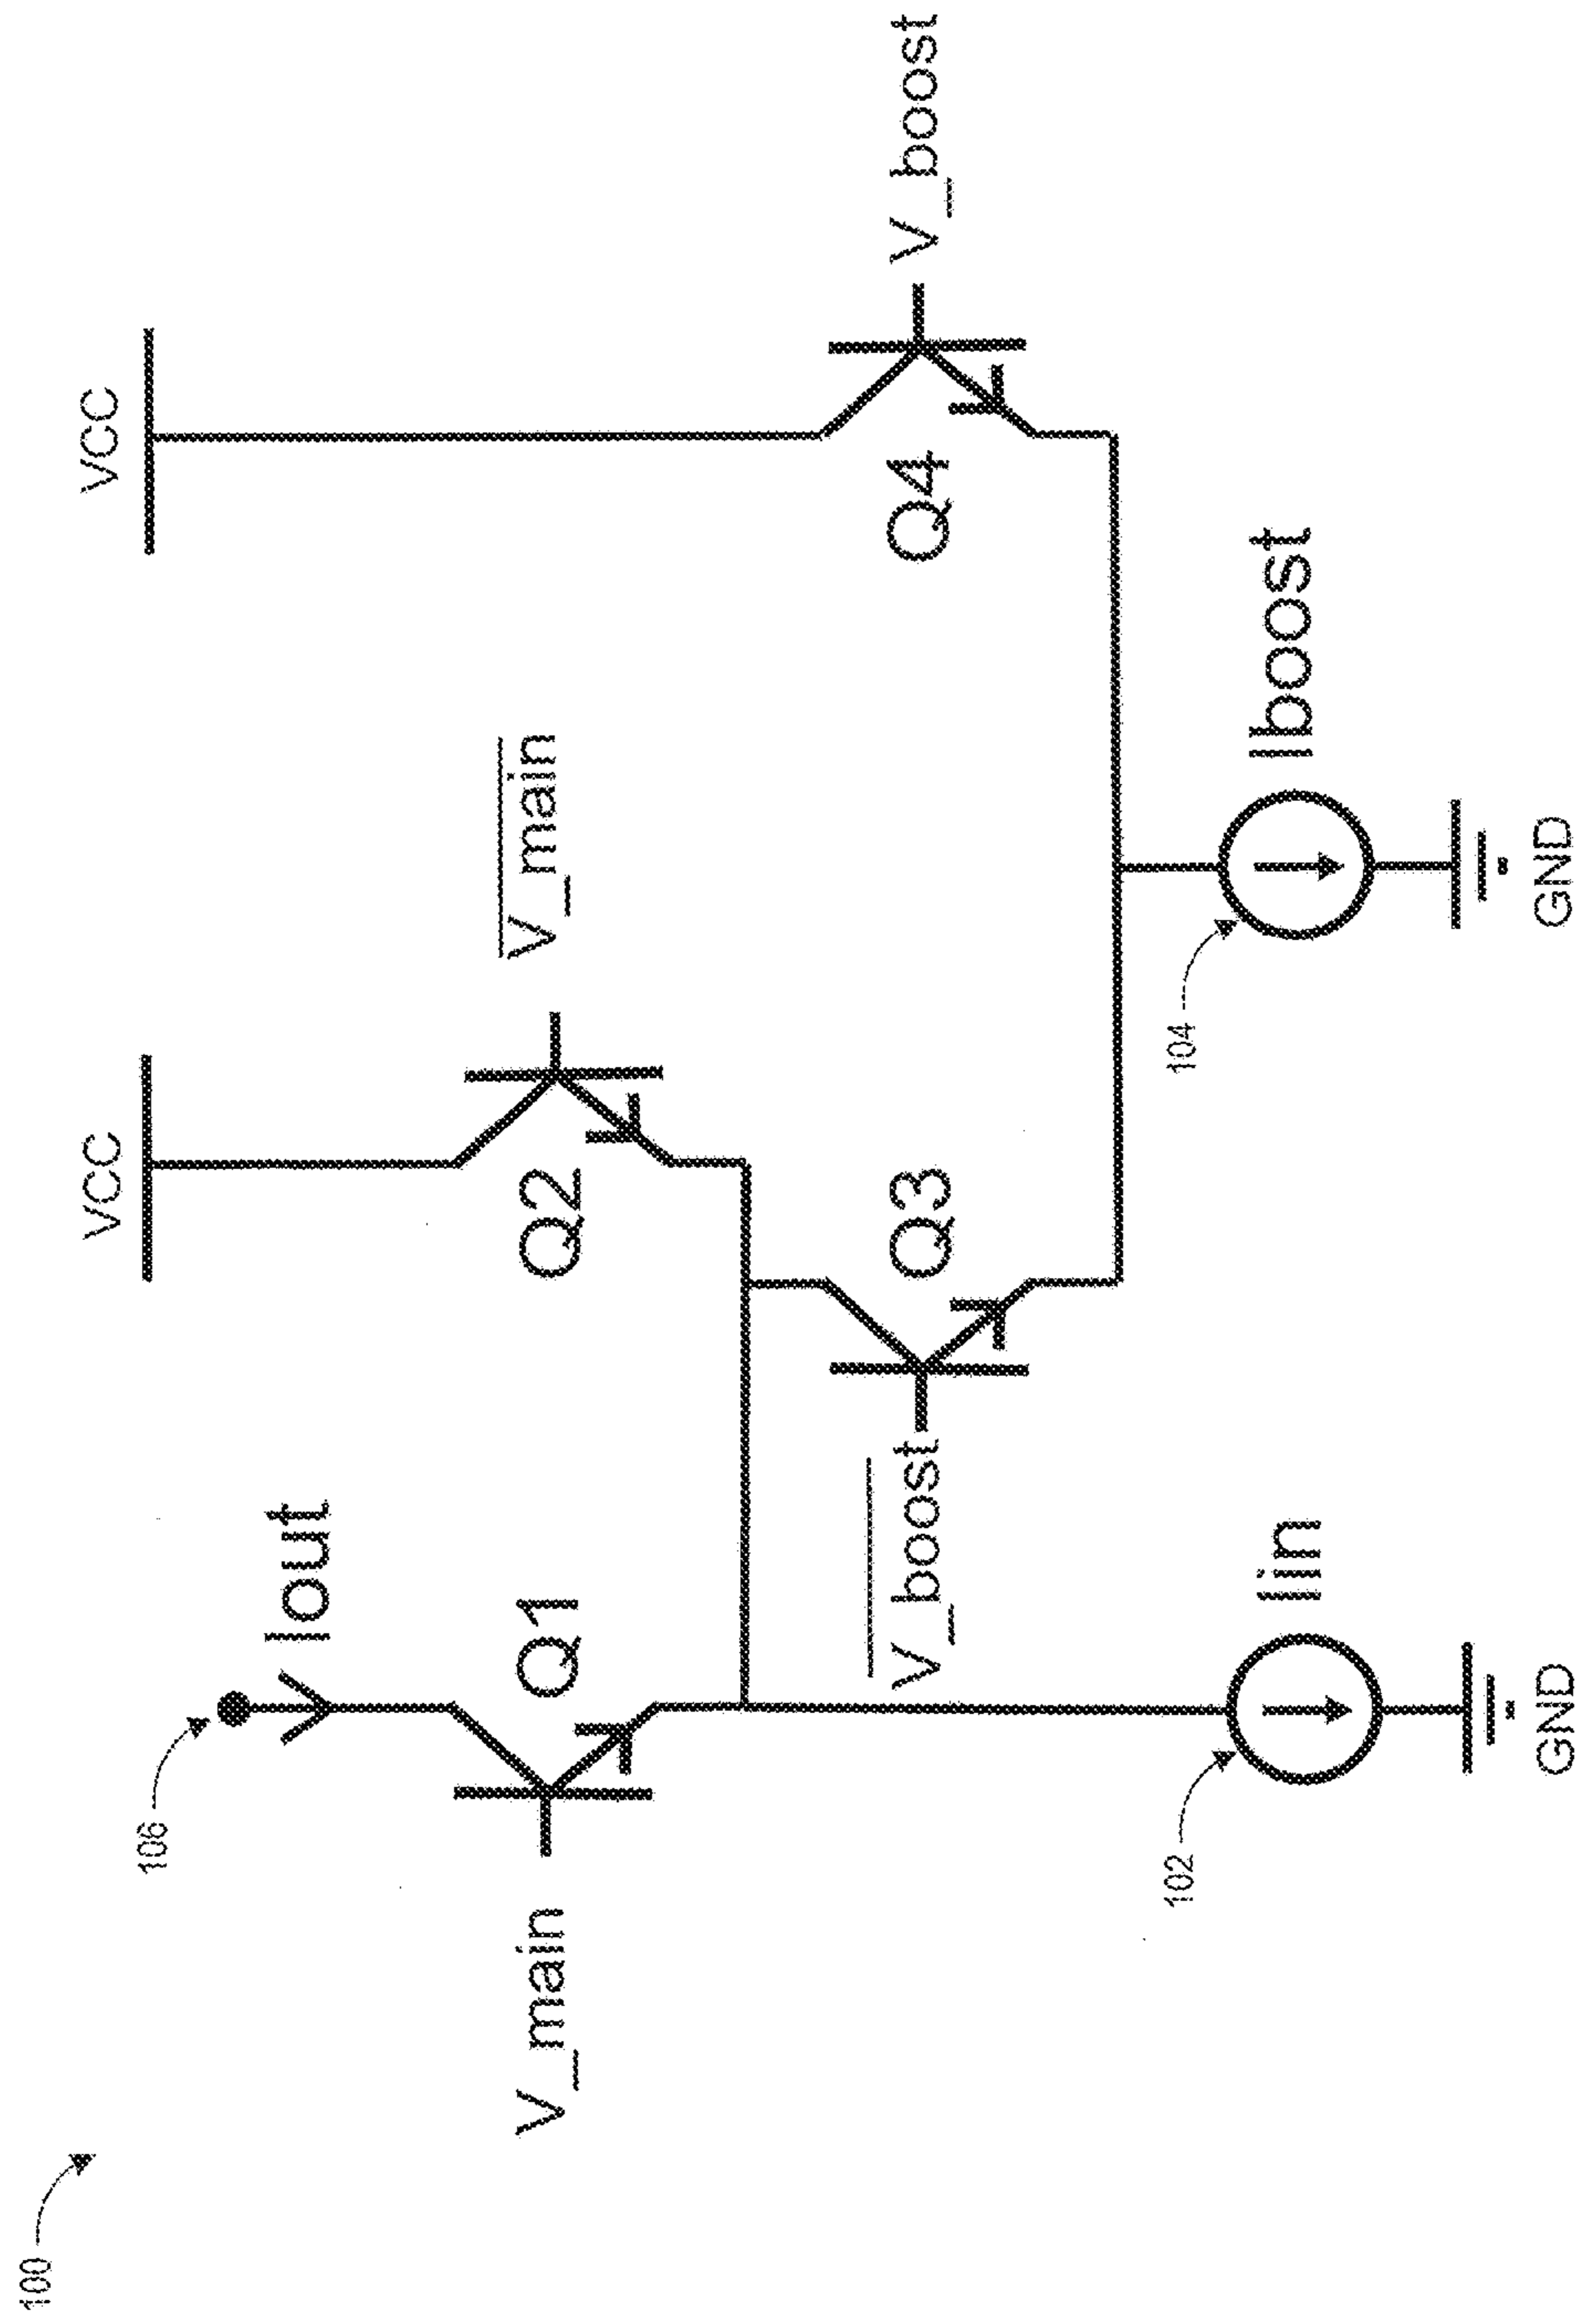 100
106
Iout
VCC
VCC
V_main
Q1
Q2
V_main
V_boost
Q3
Q4
V_boost
102
Iin
104
Iboost
GND
GND